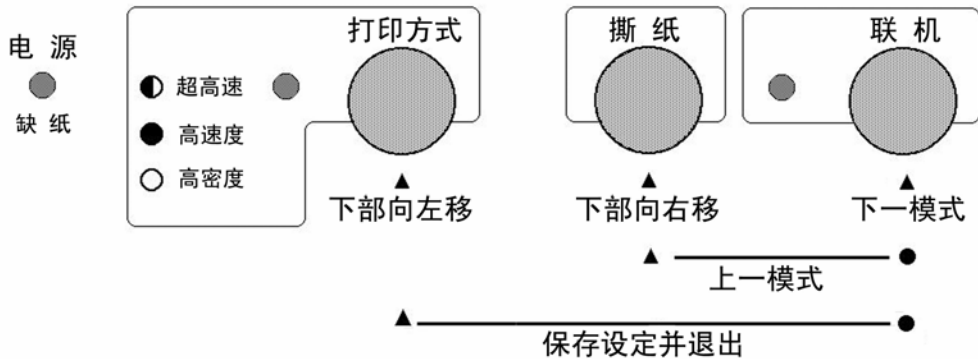 电 源
缺 纸
打印方式
超高速
高速度
高密度
撕 纸
联 机
下部向左移
下部向右移
下一模式
上一模式
保存设定并退出